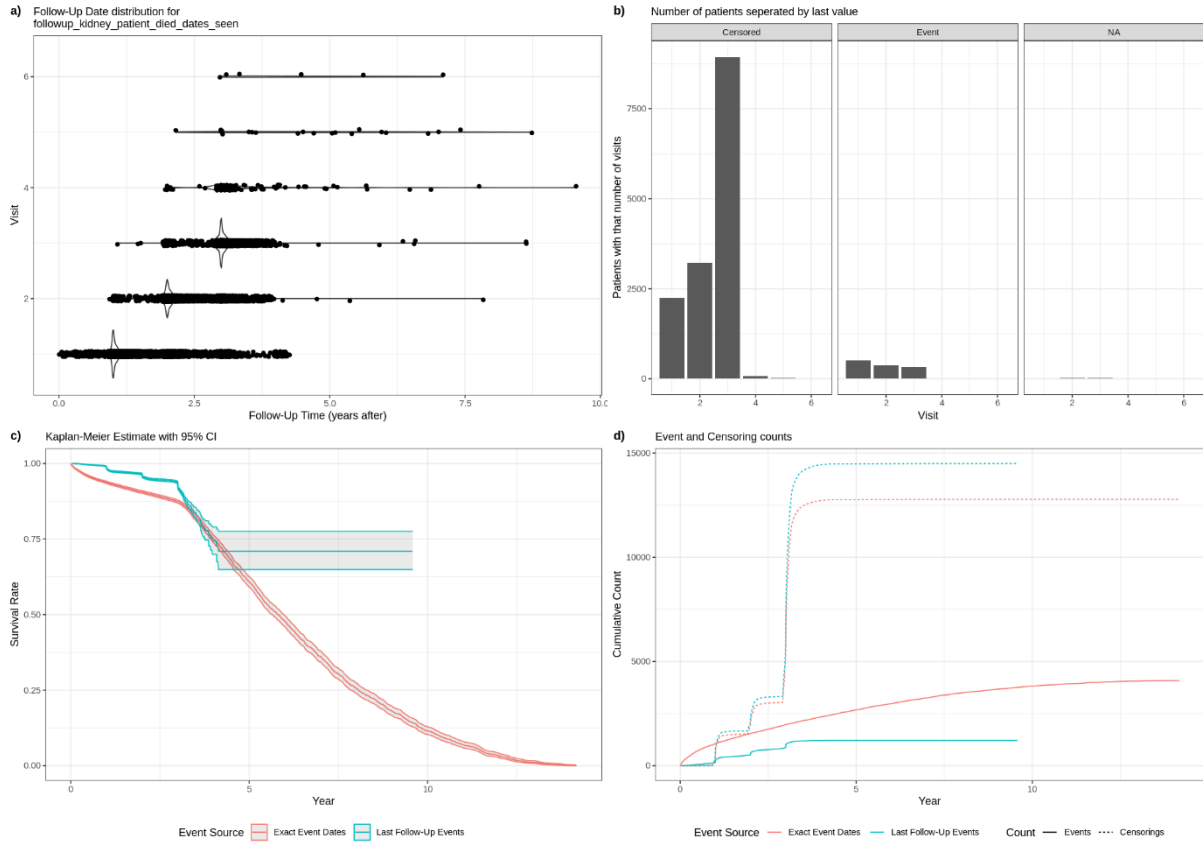 a)
Follow-Up Date distribution for
followup_kidney_patient_died_dates_seen
Visit
6
4
2
0.0
2.5
5.0
7.5
10.0
Follow-Up Time (years after)
b)
Number of patients seperated by last value
Censored
Event
NA
Patients with that number of visits
7500
5000
2500
0
2
4
6
2
4
6
2
4
6
Visit
c)
Kaplan-Meier Estimate with 95% CI
Survival Rate
1.00
0.75
0.50
0.25
0.00
0
5
10
Year
Event Source
Exact Event Dates
Last Follow-Up Events
d)
Event and Censoring counts
Cumulative Count
15000
10000
5000
0
0
5
10
Year
Event Source
Exact Event Dates
Last Follow-Up Events
Count
Events
Censorings